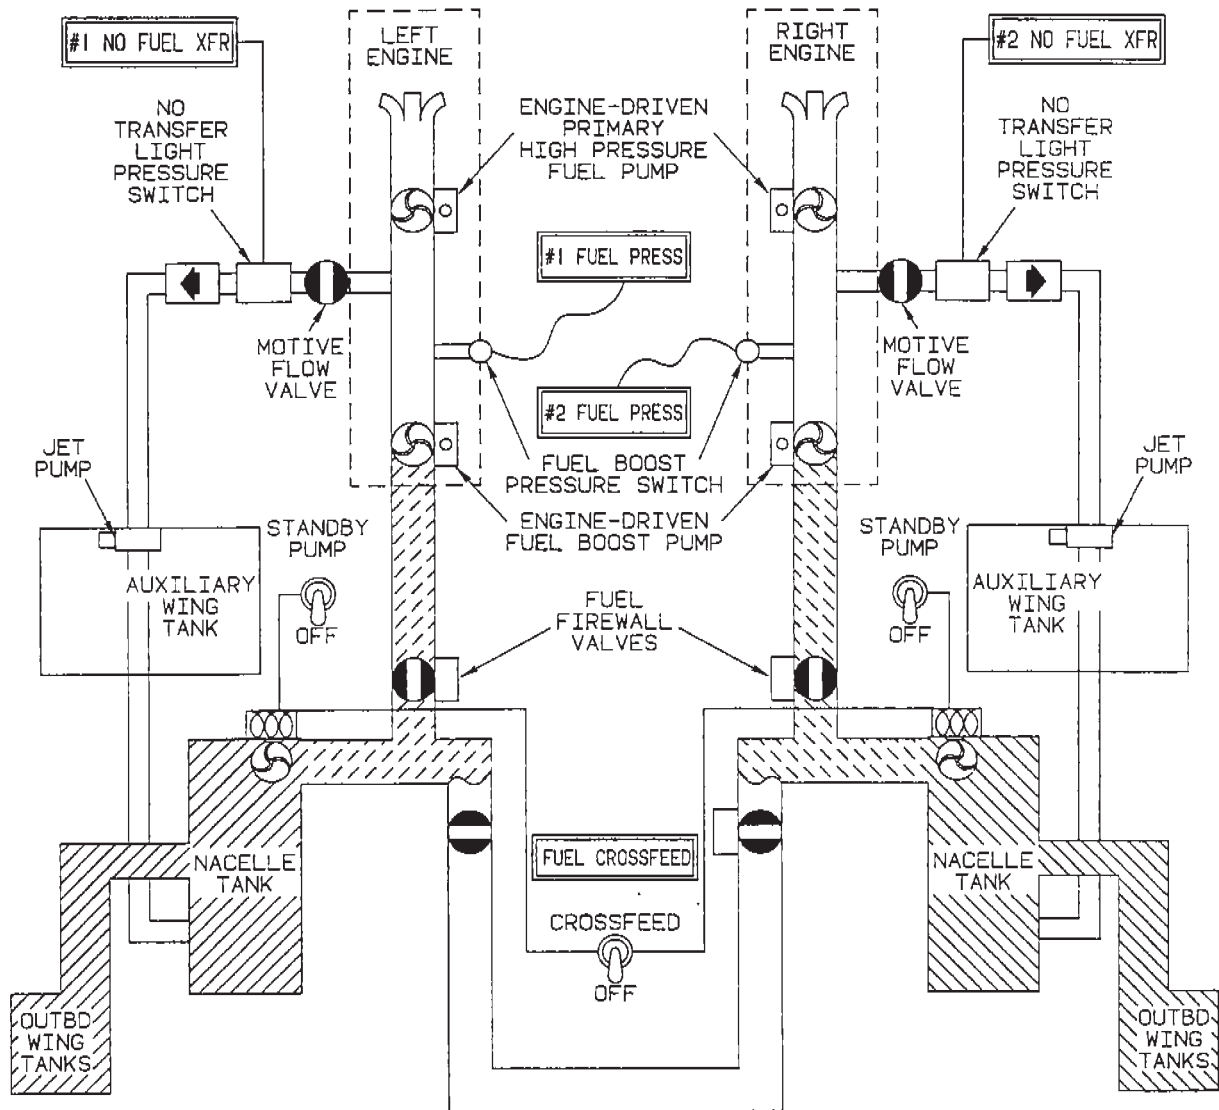 #1 NO FUEL XFR
LEFT
ENGINE
RIGHT
ENGINE
#2 NO FUEL XFR
NO
TRANSFER
LIGHT
PRESSURE
SWITCH
ENGINE-DRIVEN
PRIMARY
HIGH PRESSURE
FUEL PUMP
NO
TRANSFER
LIGHT
PRESSURE
SWITCH
#1 FUEL PRESS
MOTIVE
FLOW
VALVE
MOTIVE
FLOW
VALVE
#2 FUEL PRESS
JET
PUMP
FUEL BOOST
PRESSURE SWITCH
JET
PUMP
STANDBY
PUMP
ENGINE-DRIVEN
FUEL BOOST PUMP
STANDBY
PUMP
AUXILIARY
WING
TANK
OFF
FUEL
FIREWALL
VALVES
OFF
AUXILIARY
WING
TANK
NACELLE
TANK
FUEL CROSSFEED
NACELLE
TANK
CROSSFEED
OFF
OUTBD
WING
TANKS
OUTBD
WING
TANKS